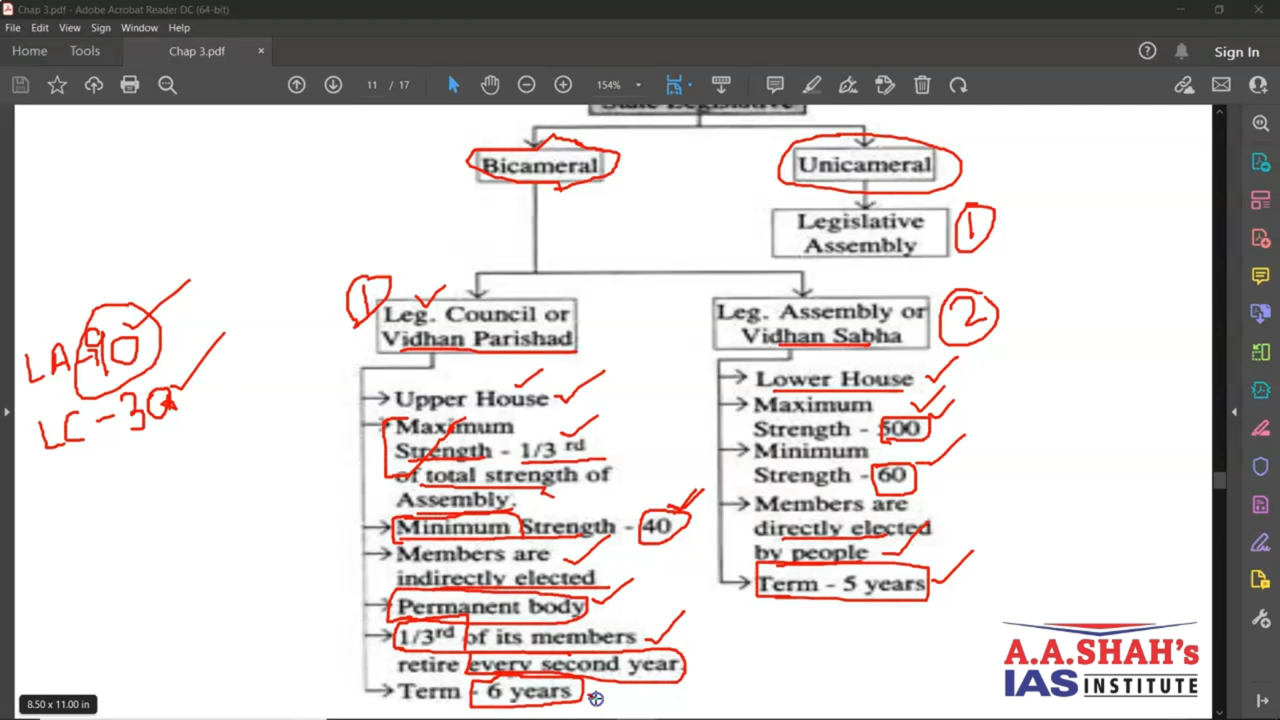 Chap 3.pdf - Adobe Acrobat Reader DC (64-bit)
File Edit View Sign Window Help
Home Tools Chap 3.pdf × Sign In
11 / 17 154%
State Legislative
Bicameral Unicameral
Legislative
Assembly
1
1
Leg. Council or
Vidhan Parishad
Leg. Assembly or
Vidhan Sabha
2
LA-90
LC-30
Upper House
Maximum
Strength - 1/3 rd
of total strength of
Assembly.
Minimum Strength - 40
Members are
indirectly elected
Permanent body
1/3rd of its members
retire every second year.
Term - 6 years
Lower House
Maximum
Strength - 500
Minimum
Strength - 60
Members are
directly elected
by people
Term - 5 years
A.A.SHAH's
IAS INSTITUTE
8.50 x 11.00 in